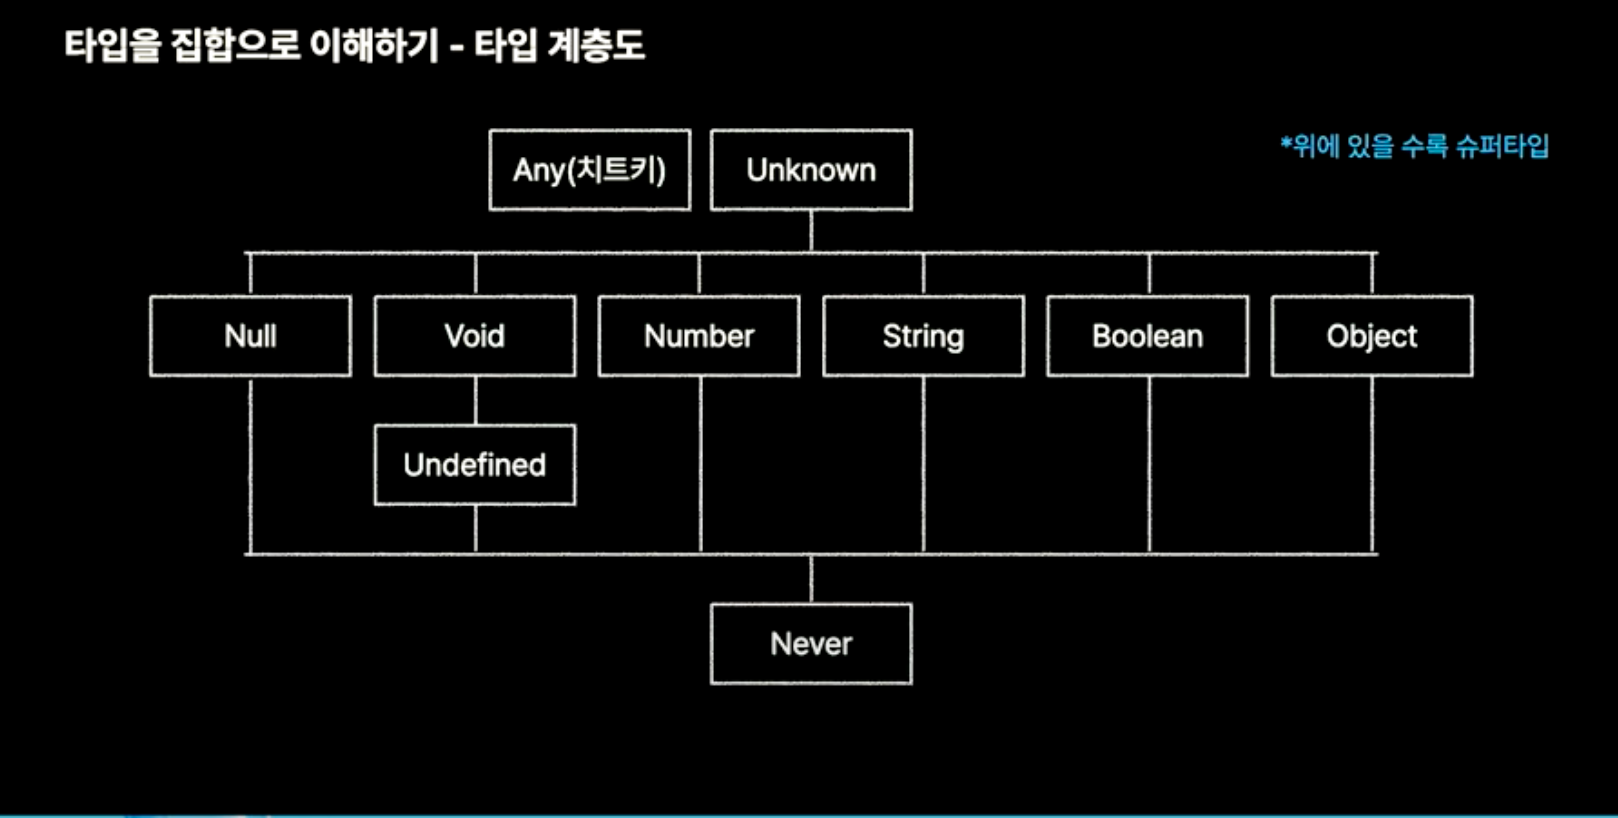 타입을 집합으로 이해하기 - 타입 계층도
Any(치트키)
Unknown
*위에 있을 수록 슈퍼타입
Null
Void
Number
String
Boolean
Object
Undefined
Never